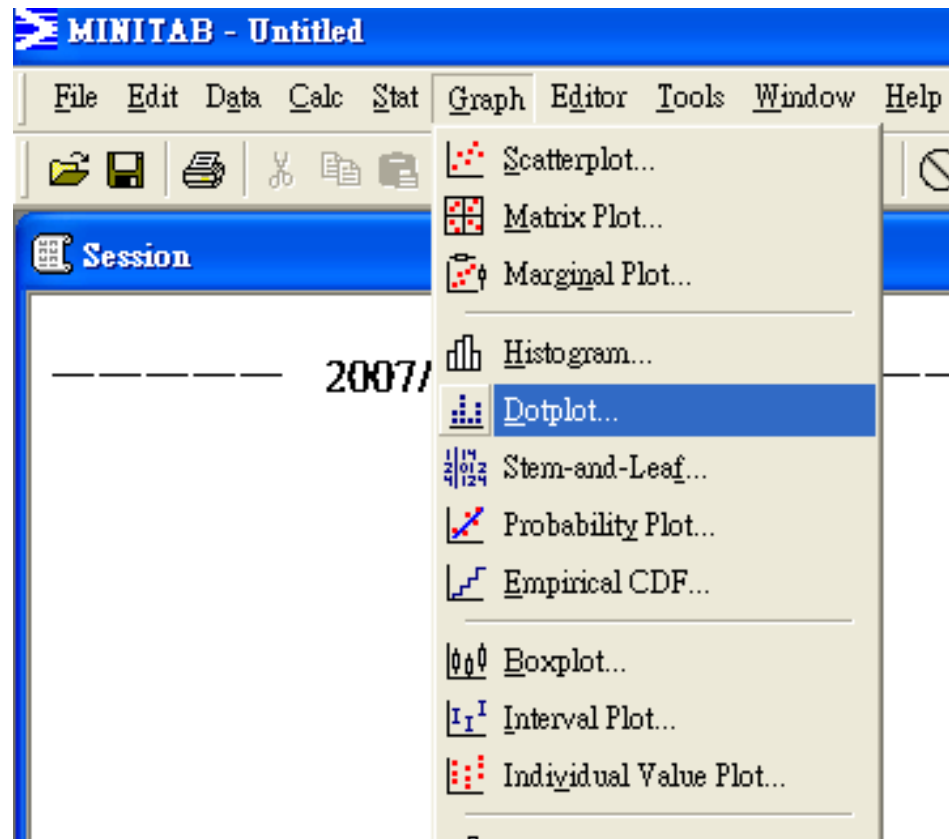 MINITAB - Untitled
File Edit Data Calc Stat Graph Editor Tools Window Help
Scatterplot...
Matrix Plot...
Session
Marginal Plot...
Histogram...
————— 2007/
Dotplot...
Stem-and-Leaf...
Probability Plot...
Empirical CDF...
Boxplot...
Interval Plot...
Individual Value Plot...